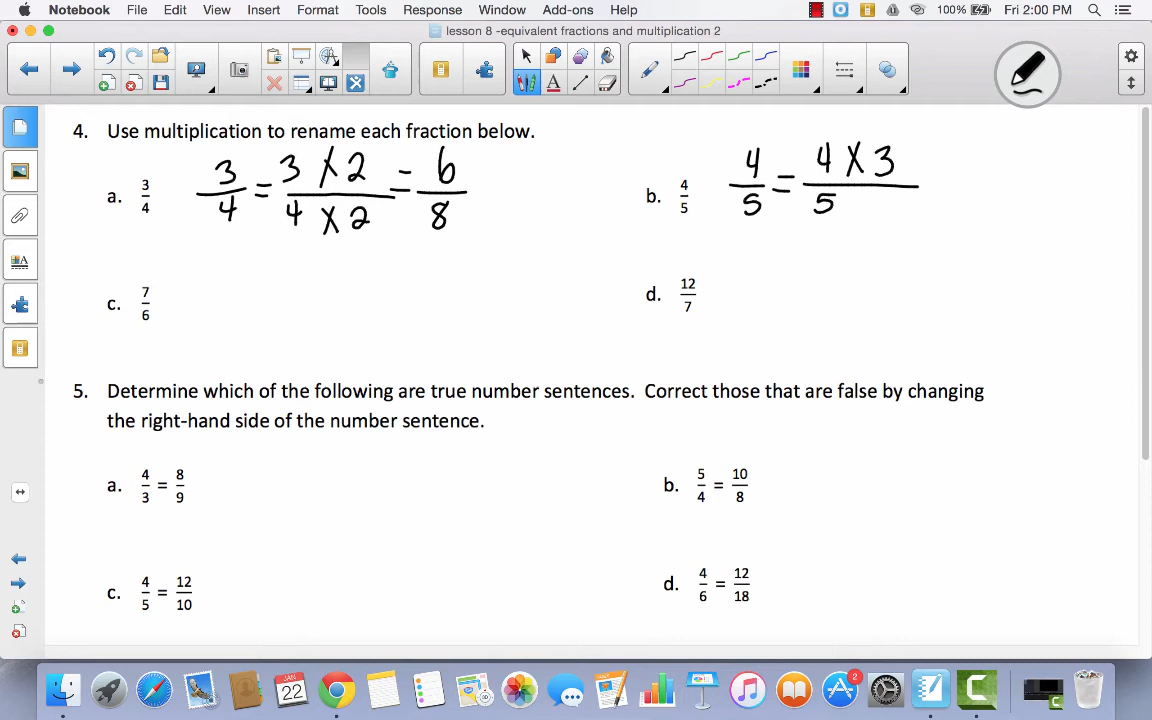 Notebook File Edit View Insert Format Tools Response Window Add-ons Help 100% Fri 2:00 PM
lesson 8 -equivalent fractions and multiplication 2
4. Use multiplication to rename each fraction below.
a. 3/4 3/4 = 3 X 2/4 X 2 = 6/8
b. 4/5 4/5 = 4 X 3/5
c. 7/6
d. 12/7
5. Determine which of the following are true number sentences. Correct those that are false by changing
the right-hand side of the number sentence.
a. 4/3 = 8/9
b. 5/4 = 10/8
c. 4/5 = 12/10
d. 4/6 = 12/18
JAN
22
2